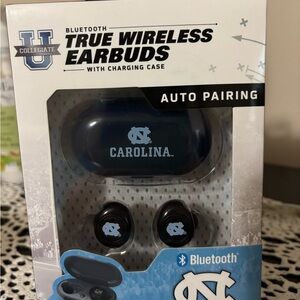 COLLEGIATE
U
BLUETOOTH
TRUE WIRELESS
EARBUDS
WITH CHARGING CASE
AUTO PAIRING
NC
CAROLINA
NC
NC
Bluetooth®
NC